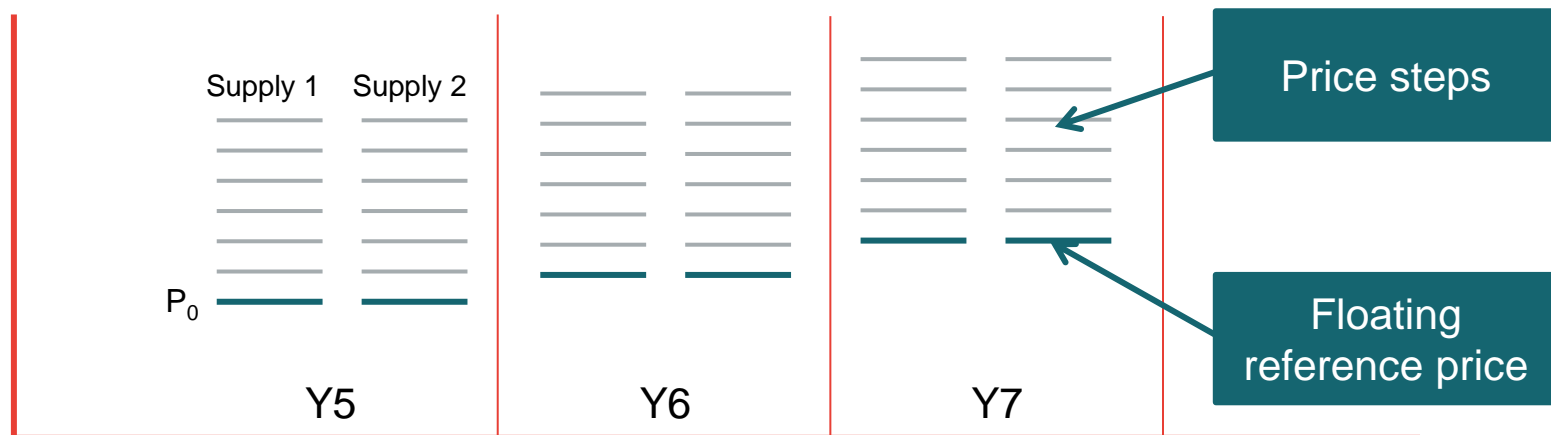 Supply 1 Supply 2
Price steps
P₀
Floating
reference price
Y5 Y6 Y7